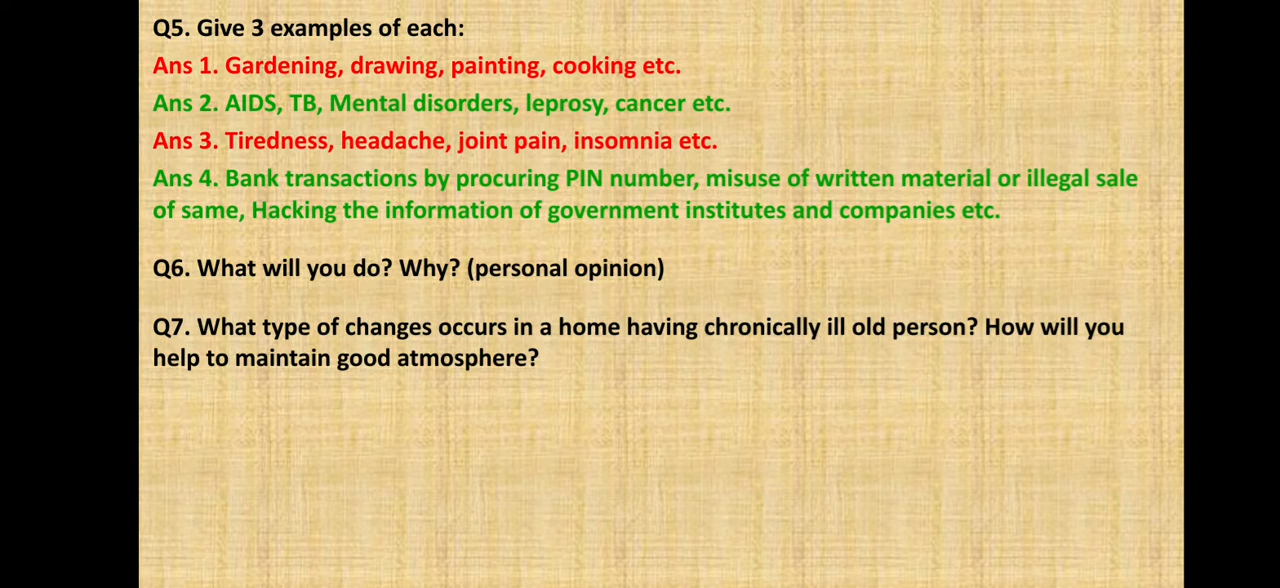 Q5. Give 3 examples of each:
Ans 1. Gardening, drawing, painting, cooking etc.
Ans 2. AIDS, TB, Mental disorders, leprosy, cancer etc.
Ans 3. Tiredness, headache, joint pain, insomnia etc.
Ans 4. Bank transactions by procuring PIN number, misuse of written material or illegal sale
of same, Hacking the information of government institutes and companies etc.
Q6. What will you do? Why? (personal opinion)
Q7. What type of changes occurs in a home having chronically ill old person? How will you
help to maintain good atmosphere?